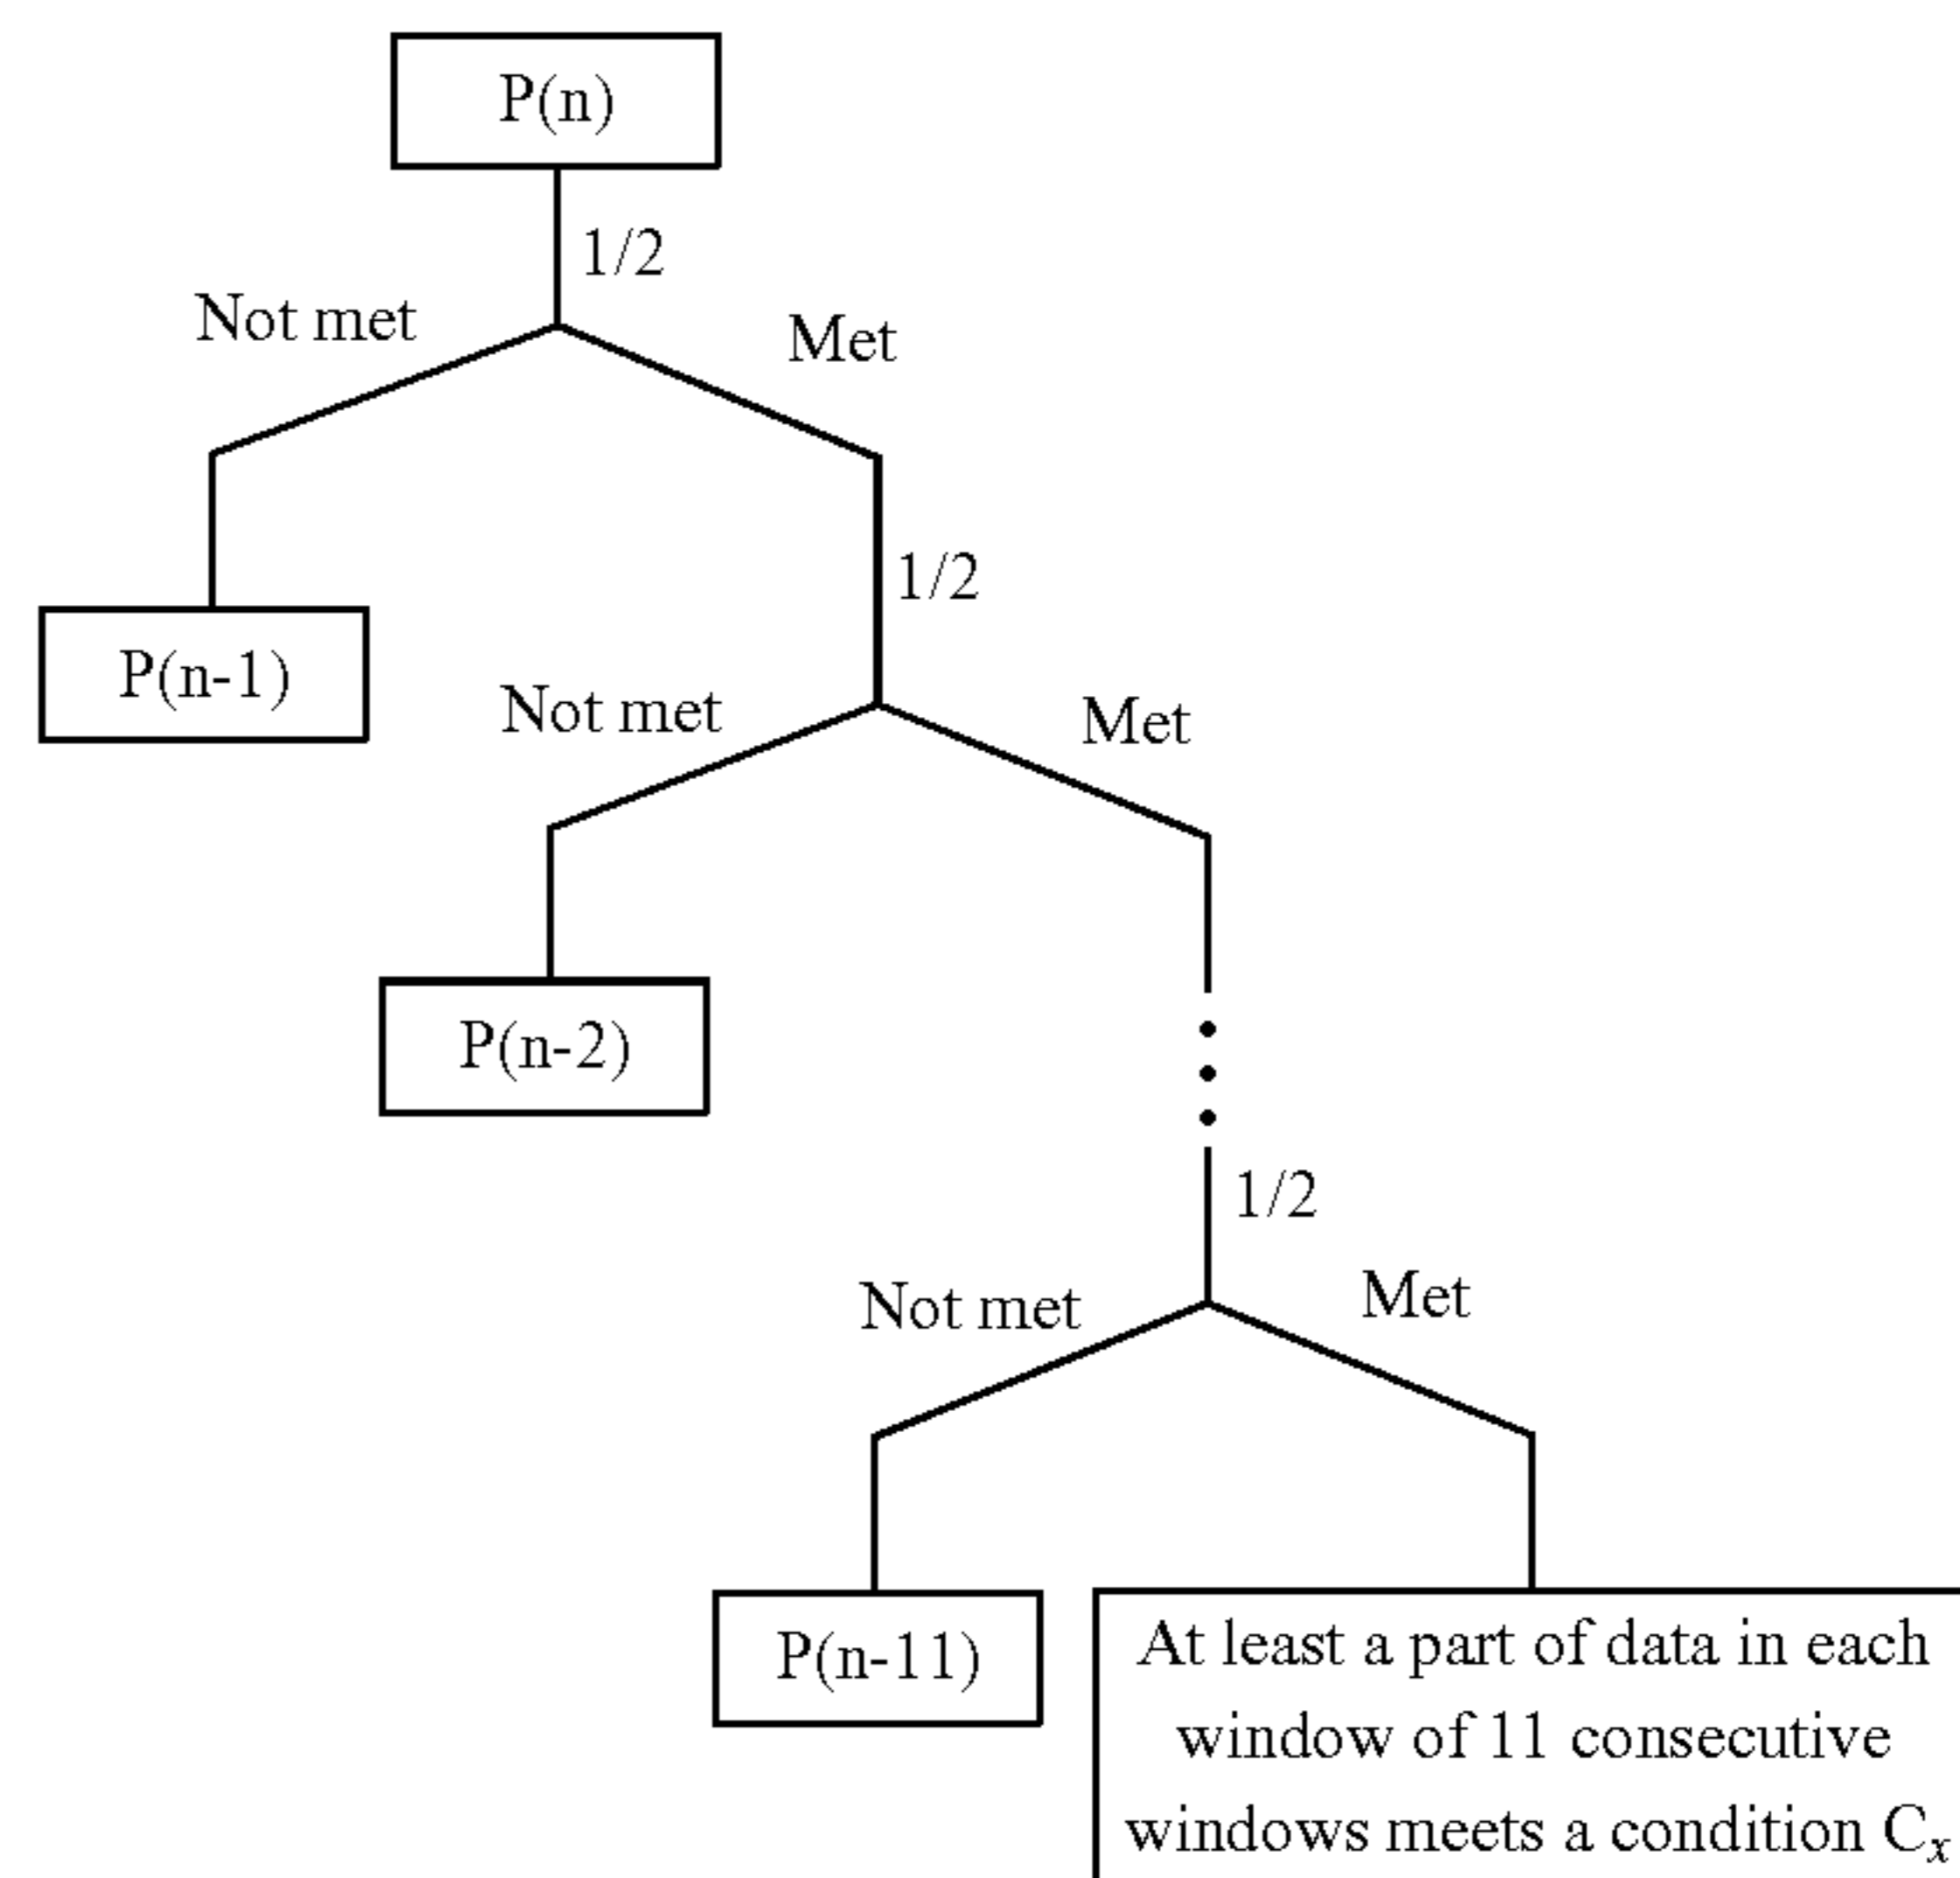 P(n)
1/2
Not met
Met
1/2
P(n-1)
Not met
Met
P(n-2)
1/2
Not met
Met
P(n-11)
At least a part of data in each
window of 11 consecutive
windows meets a condition Cₓ